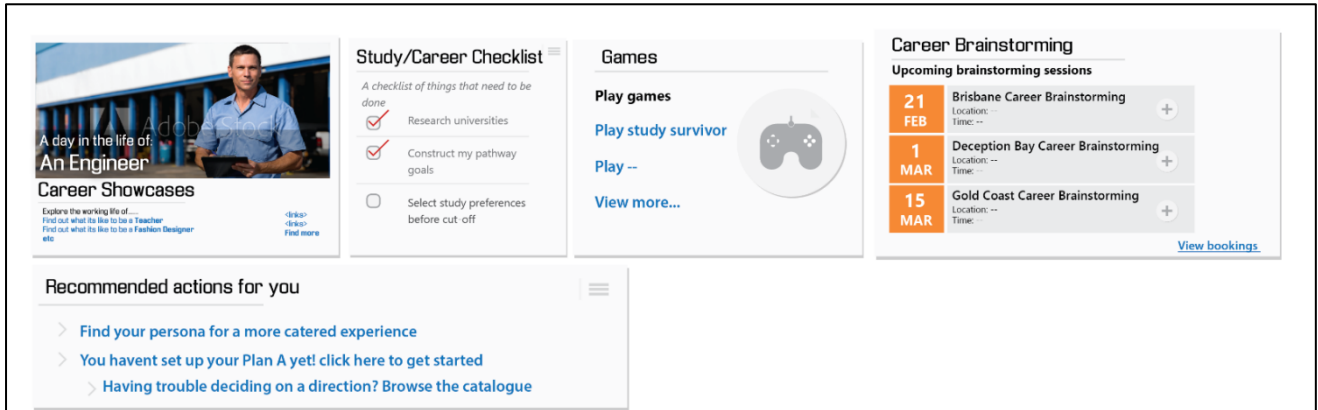 Adobe Stock
A day in the life of:
An Engineer
Career Showcases
Explore the working life of.....
Find out what its like to be a Teacher
Find out what its like to be a Fashion Designer
etc
<links>
<links>
Find more
Study/Career Checklist
A checklist of things that need to be
done
Research universities
Construct my pathway
goals
Select study preferences
before cut-off
Games
Play games
Play study survivor
Play --
View more...
Career Brainstorming
Upcoming brainstorming sessions
21
FEB
Brisbane Career Brainstorming
Location: --
Time: --
1
MAR
Deception Bay Career Brainstorming
Location: --
Time: --
15
MAR
Gold Coast Career Brainstorming
Location: --
Time: --
View bookings
Recommended actions for you
Find your persona for a more catered experience
You havent set up your Plan A yet! click here to get started
Having trouble deciding on a direction? Browse the catalogue